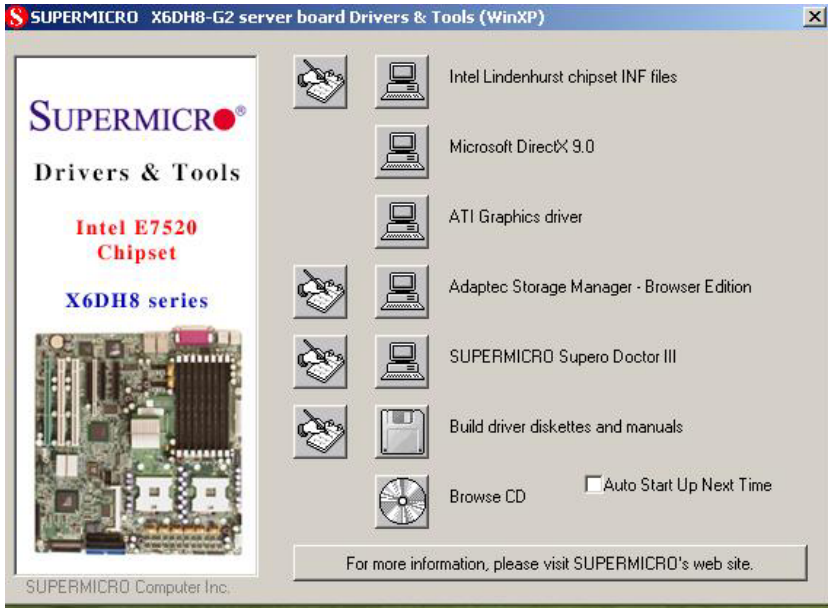 SUPERMICRO X6DH8-G2 server board Drivers & Tools (WinXP)
SUPERMICRO®
Drivers & Tools
Intel E7520
Chipset
X6DH8 series
SUPERMICRO Computer Inc.
Intel Lindenhurst chipset INF files
Microsoft DirectX 9.0
ATI Graphics driver
Adaptec Storage Manager - Browser Edition
SUPERMICRO Supero Doctor III
Build driver diskettes and manuals
Browse CD
Auto Start Up Next Time
For more information, please visit SUPERMICRO's web site.